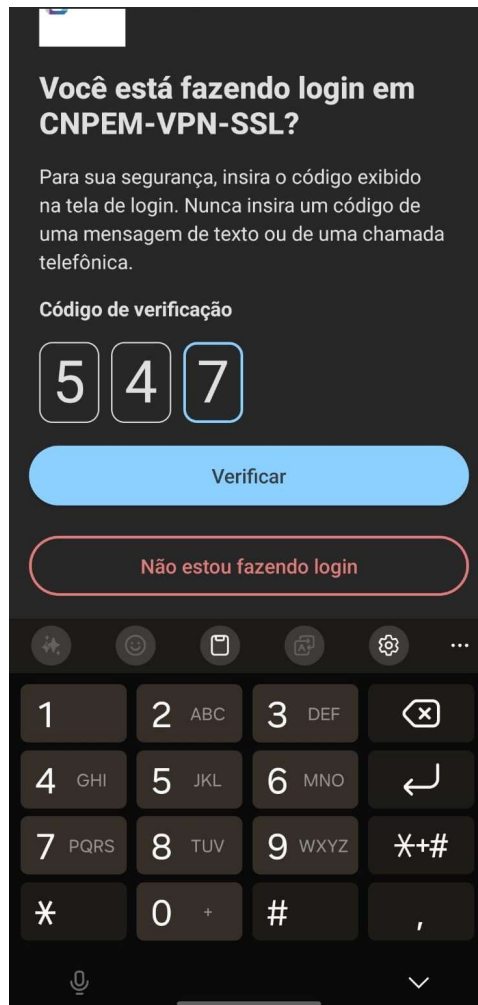 Você está fazendo login em
CNPEM-VPN-SSL?
Para sua segurança, insira o código exibido
na tela de login. Nunca insira um código de
uma mensagem de texto ou de uma chamada
telefônica.
Código de verificação
5 4 7
Verificar
Não estou fazendo login
1 2 ABC 3 DEF
4 GHI 5 JKL 6 MNO
7 PQRS 8 TUV 9 WXYZ *+#
* 0 + # ,